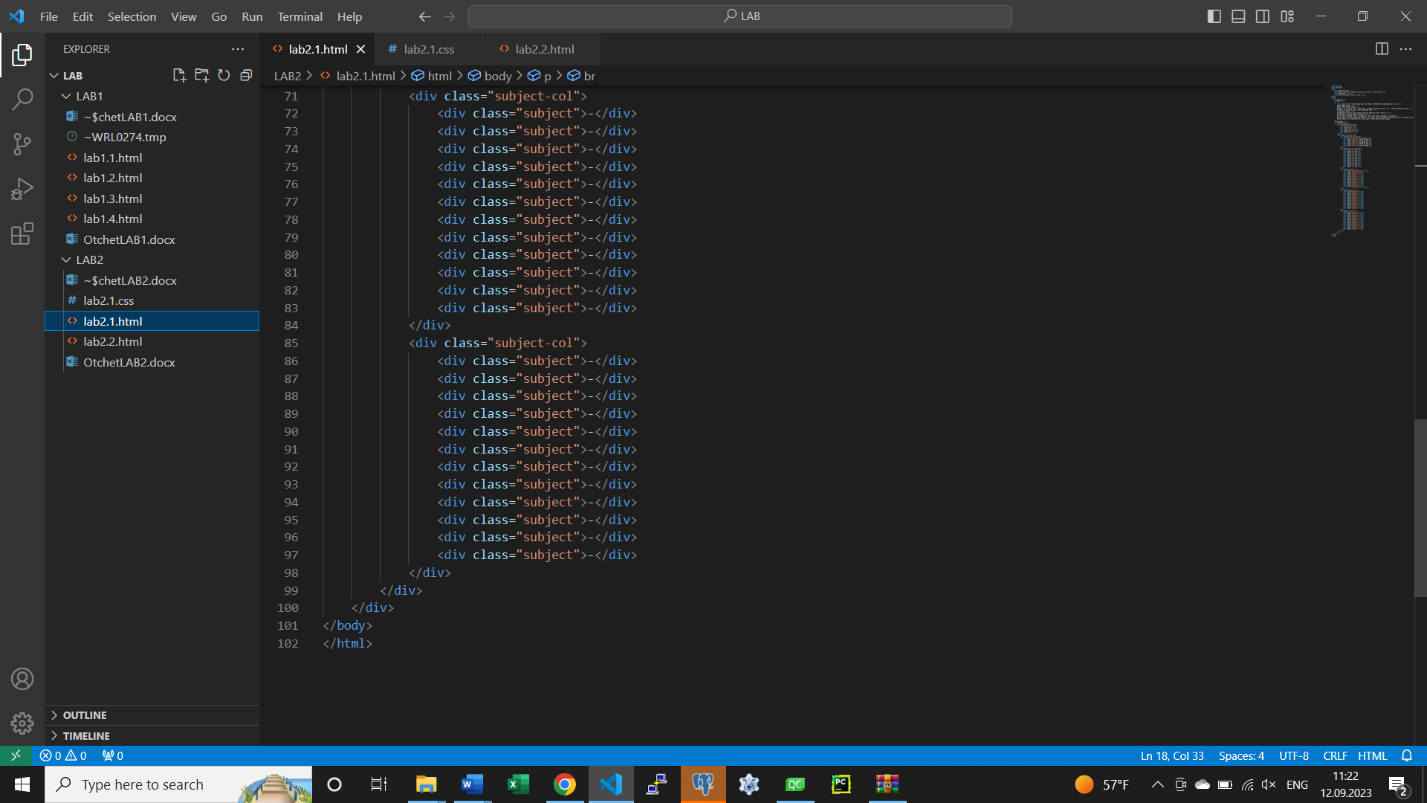 File Edit Selection View Go Run Terminal Help
LAB
EXPLORER
LAB
LAB1
~$chetLAB1.docx
~WRL0274.tmp
lab1.1.html
lab1.2.html
lab1.3.html
lab1.4.html
OtchetLAB1.docx
LAB2
~$chetLAB2.docx
lab2.1.css
lab2.1.html
lab2.2.html
OtchetLAB2.docx
OUTLINE
TIMELINE
lab2.1.html lab2.1.css lab2.2.html
LAB2 > lab2.1.html > html > body > p > br
71 <div class="subject-col">
72 <div class="subject">-</div>
73 <div class="subject">-</div>
74 <div class="subject">-</div>
75 <div class="subject">-</div>
76 <div class="subject">-</div>
77 <div class="subject">-</div>
78 <div class="subject">-</div>
79 <div class="subject">-</div>
80 <div class="subject">-</div>
81 <div class="subject">-</div>
82 <div class="subject">-</div>
83 <div class="subject">-</div>
84 </div>
85 <div class="subject-col">
86 <div class="subject">-</div>
87 <div class="subject">-</div>
88 <div class="subject">-</div>
89 <div class="subject">-</div>
90 <div class="subject">-</div>
91 <div class="subject">-</div>
92 <div class="subject">-</div>
93 <div class="subject">-</div>
94 <div class="subject">-</div>
95 <div class="subject">-</div>
96 <div class="subject">-</div>
97 <div class="subject">-</div>
98 </div>
99 </div>
100 </div>
101 </body>
102 </html>
0 0 0 Ln 18, Col 33 Spaces: 4 UTF-8 CRLF HTML
Type here to search
57°F ENG
11:22
12.09.2023
2